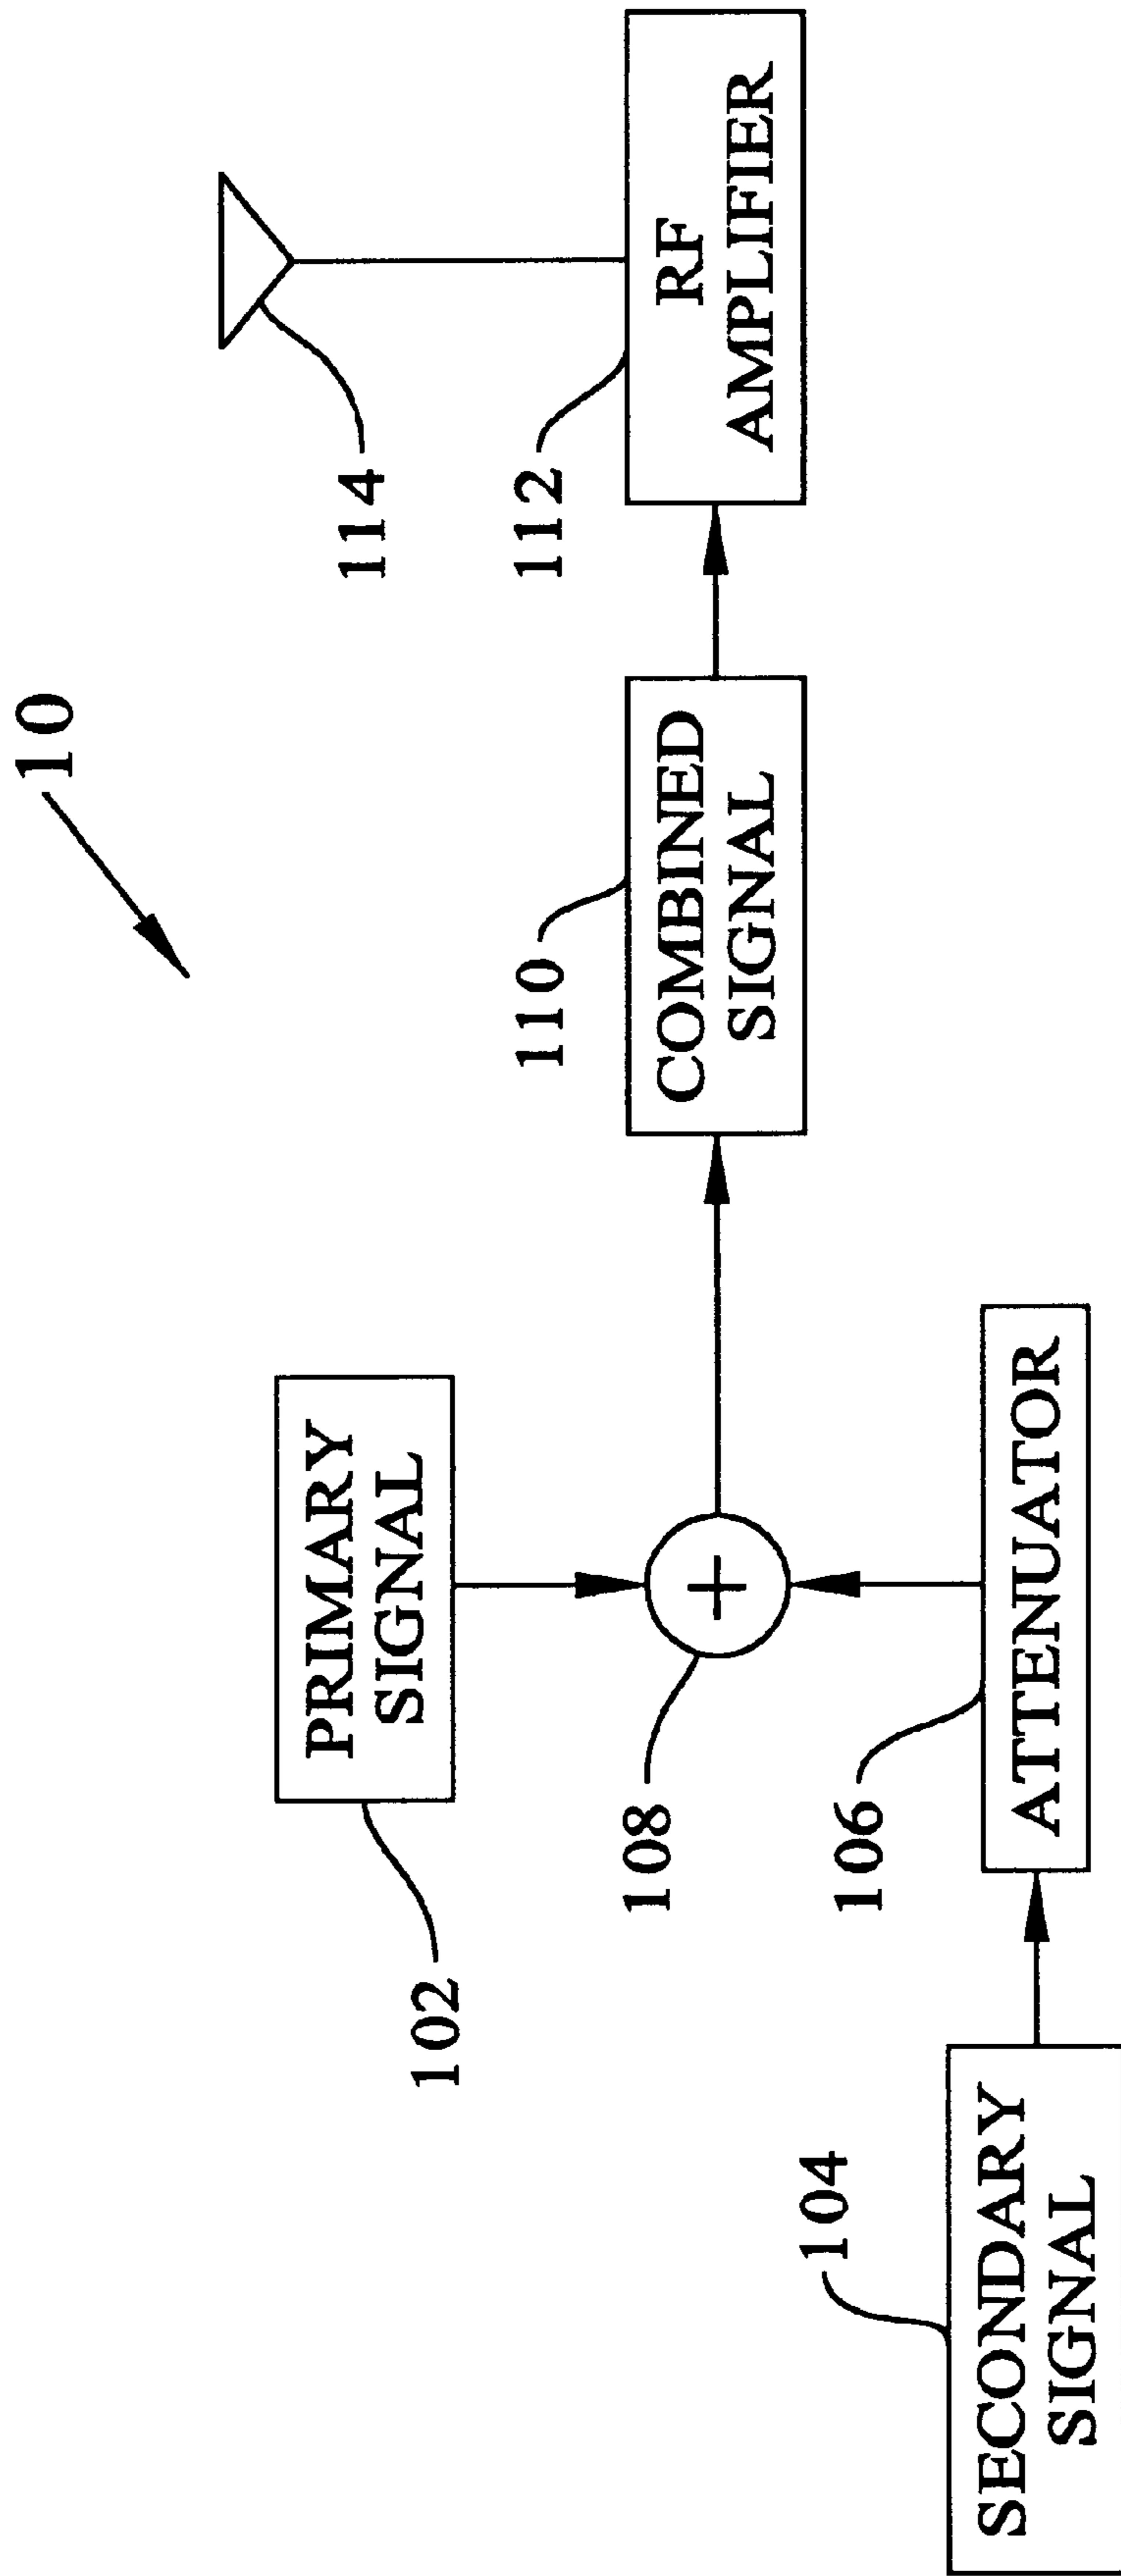 10
114
PRIMARY
SIGNAL
102
112
110
108
COMBINED
SIGNAL
RF
AMPLIFIER
104
106
SECONDARY
SIGNAL
ATTENUATOR
+